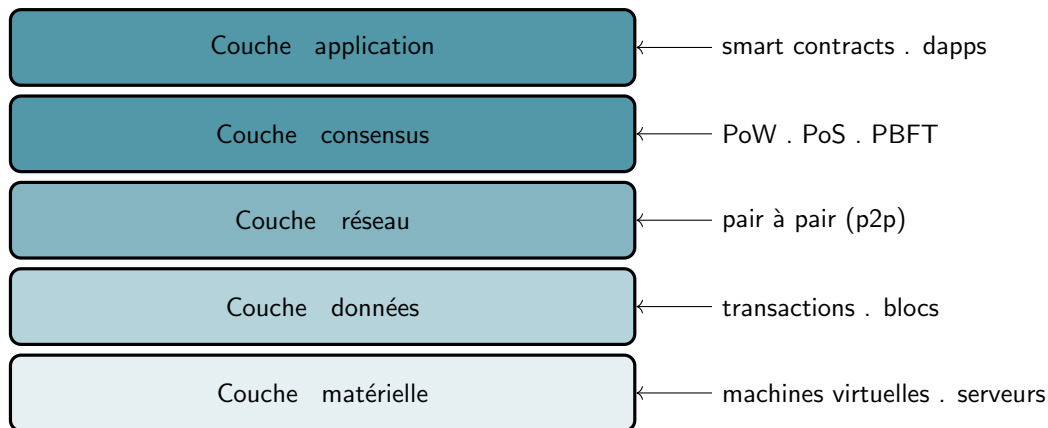 Couche application
smart contracts . dapps
Couche consensus
PoW . PoS . PBFT
Couche réseau
pair à pair (p2p)
Couche données
transactions . blocs
Couche matérielle
machines virtuelles . serveurs